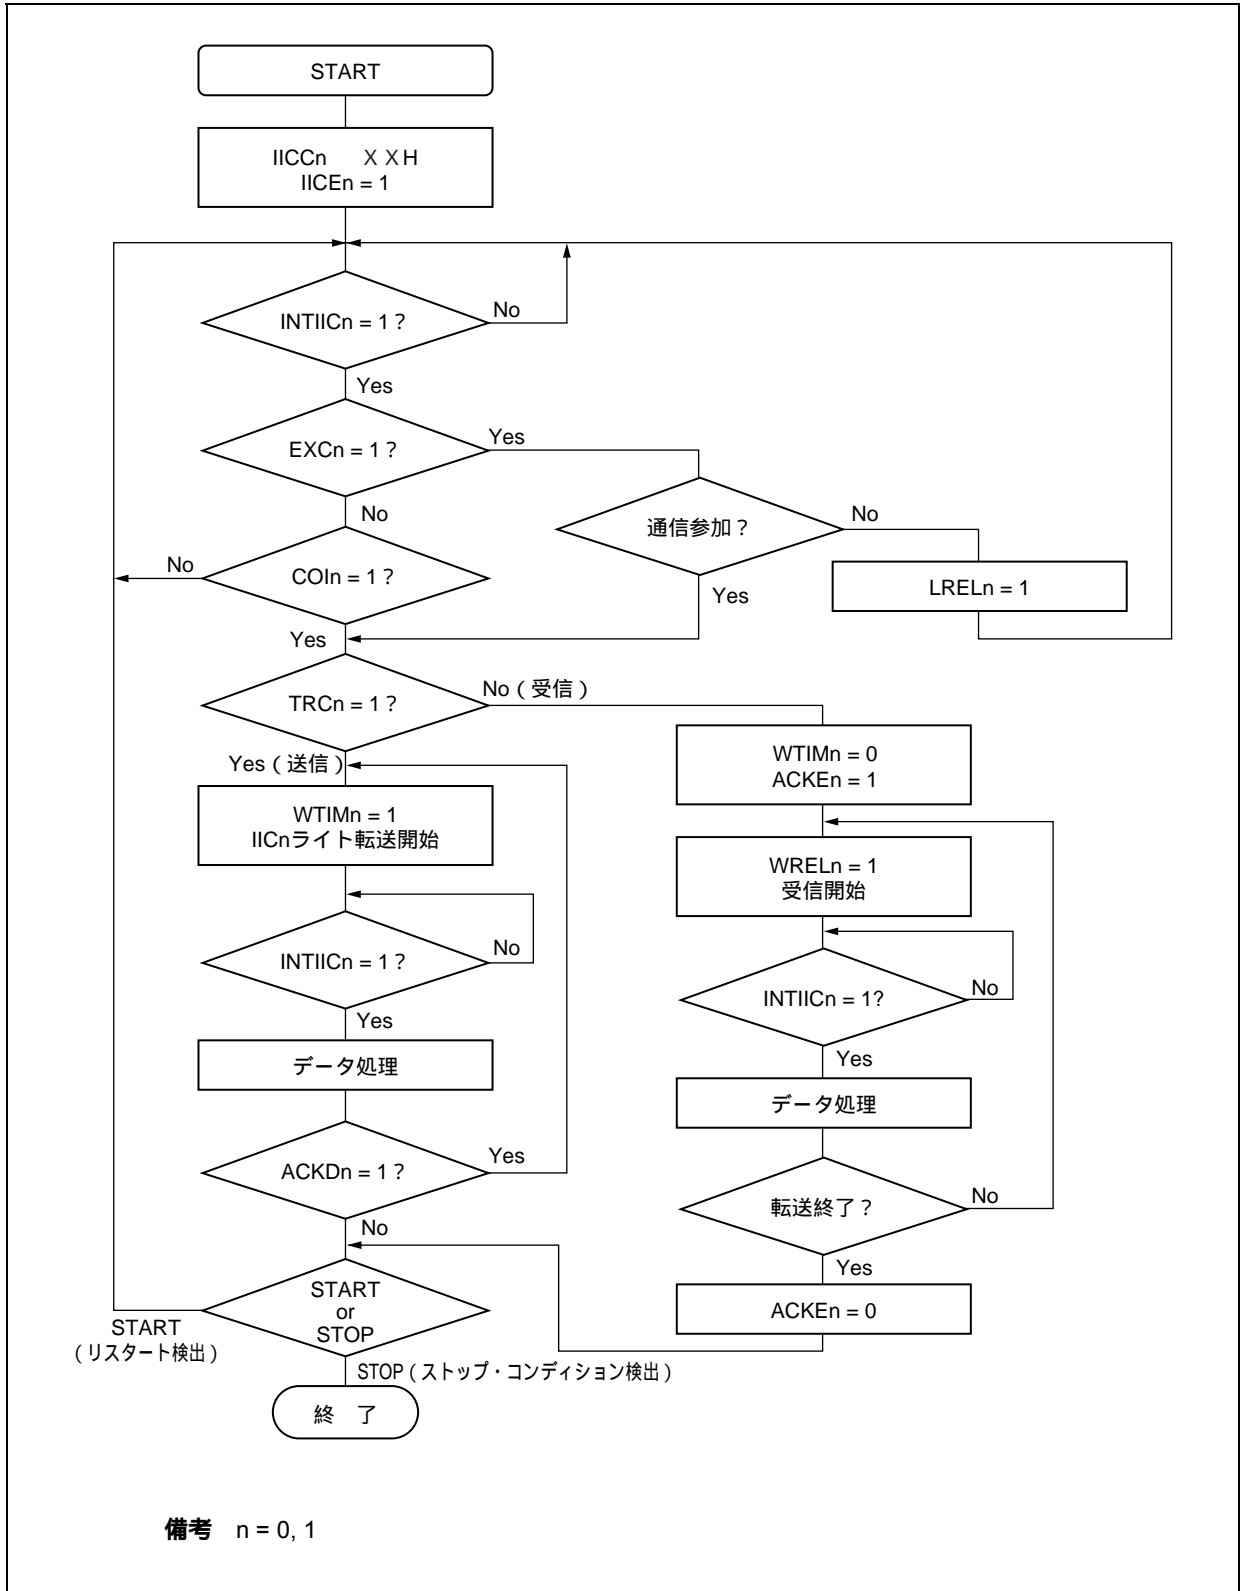 START
IICCn　ＸＸH
IICEn = 1
INTIICn = 1？
No
Yes
EXCn = 1？
Yes
No
通信参加？
No
Yes
LRELn = 1
COIn = 1？
No
Yes
TRCn = 1？
No（受信）
Yes（送信）
WTIMn = 1
IICnライト転送開始
INTIICn = 1？
No
Yes
データ処理
ACKDn = 1？
Yes
No
WTIMn = 0
ACKEn = 1
WRELn = 1
受信開始
INTIICn = 1?
No
Yes
データ処理
転送終了？
No
Yes
ACKEn = 0
START
or
STOP
START
（リスタート検出）
STOP（ストップ・コンディション検出）
終　了
備考　n = 0, 1